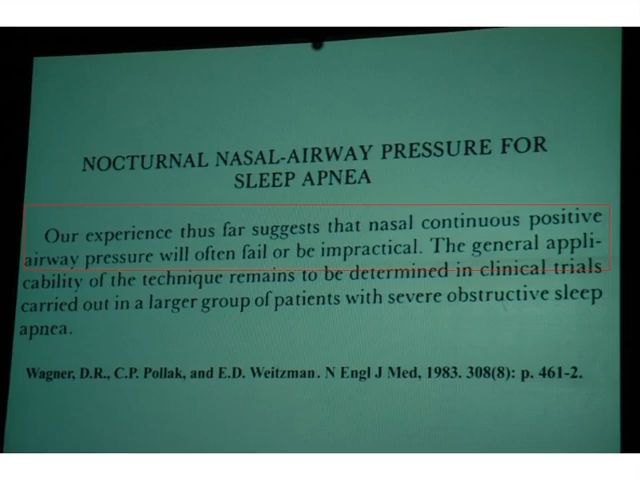 NOCTURNAL NASAL-AIRWAY PRESSURE FOR
SLEEP APNEA
Our experience thus far suggests that nasal continuous positive
airway pressure will often fail or be impractical. The general appli-
cability of the technique remains to be determined in clinical trials
carried out in a larger group of patients with severe obstructive sleep
apnea.
Wagner, D.R., C.P. Pollak, and E.D. Weitzman. N Engl J Med, 1983. 308(8): p. 461-2.